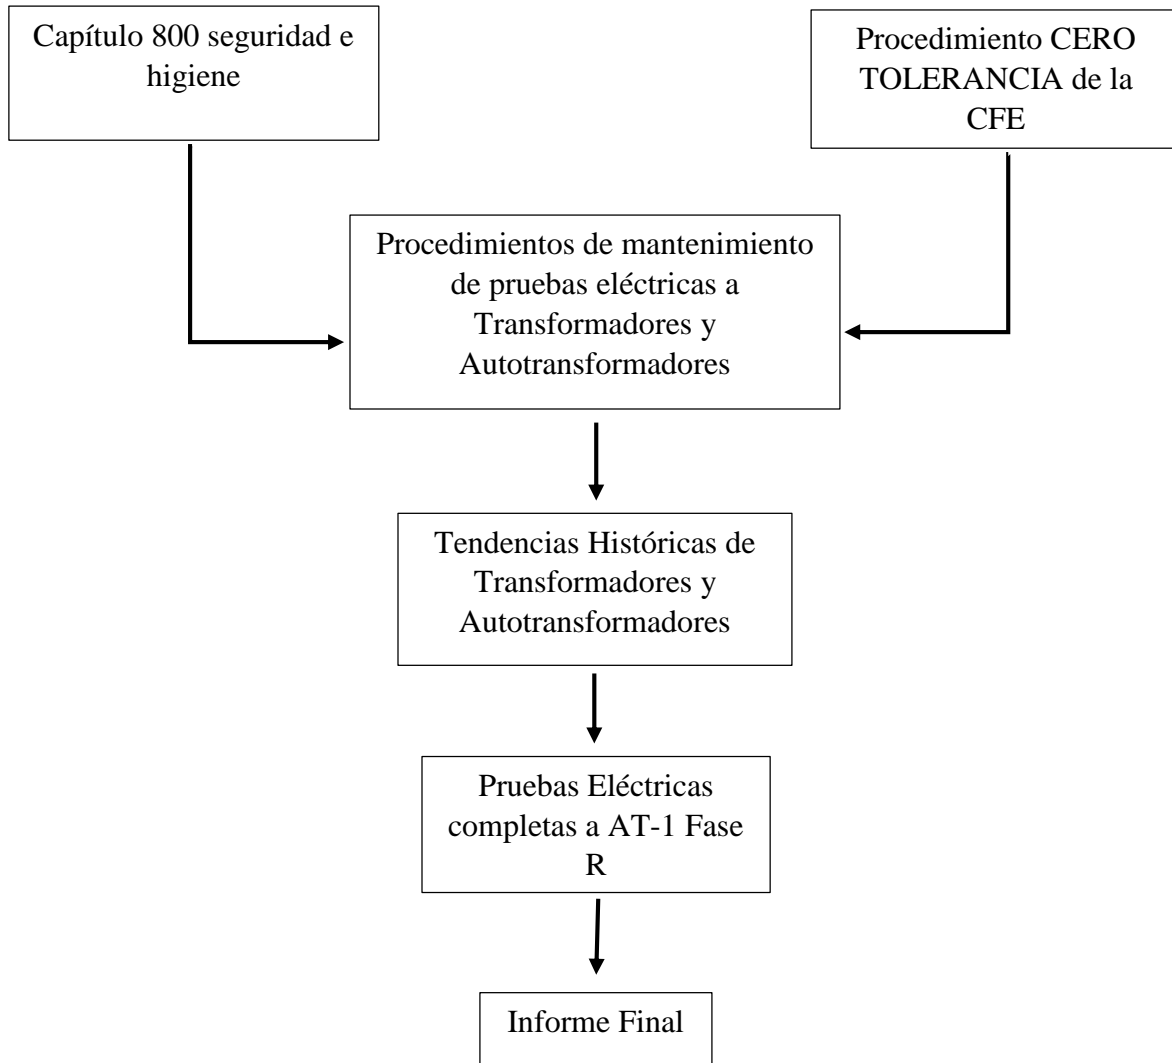 Capítulo 800 seguridad e
higiene
Procedimiento CERO
TOLERANCIA de la
CFE
Procedimientos de mantenimiento
de pruebas eléctricas a
Transformadores y
Autotransformadores
Tendencias Históricas de
Transformadores y
Autotransformadores
Pruebas Eléctricas
completas a AT-1 Fase
R
Informe Final